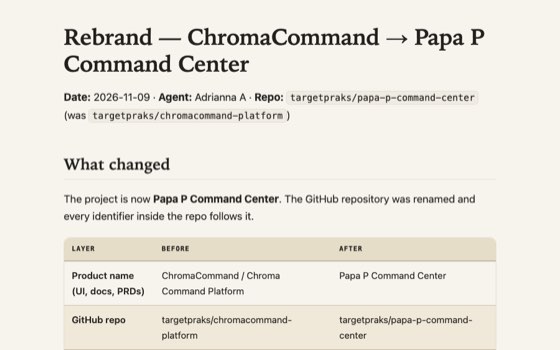 Rebrand — ChromaCommand → Papa P
Command Center
Date: 2026-11-09 · Agent: Adrianna A · Repo: targetpraks/papa-p-command-center
(was targetpraks/chromacommand-platform )
What changed
The project is now Papa P Command Center. The GitHub repository was renamed and
every identifier inside the repo follows it.
LAYER BEFORE AFTER
Product name ChromaCommand / Chroma Papa P Command Center
(UI, docs, PRDs) Command Platform
GitHub repo targetpraks/chromacommand- targetpraks/papa-p-command-
platform center